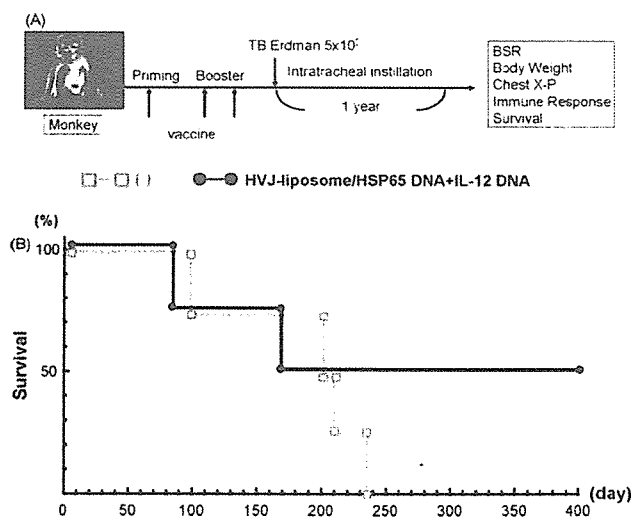 (A)
TB Erdman 5x10²
Priming Booster Intratracheal instillation
1 year
vaccine
Monkey
BSR
Body Weight
Chest X-P
Immune Response
Survival
(-) HVJ-liposome/HSP65 DNA+IL-12 DNA
(%)
(B)
100
50
Survival
0 50 100 150 200 250 300 350 400 (day)